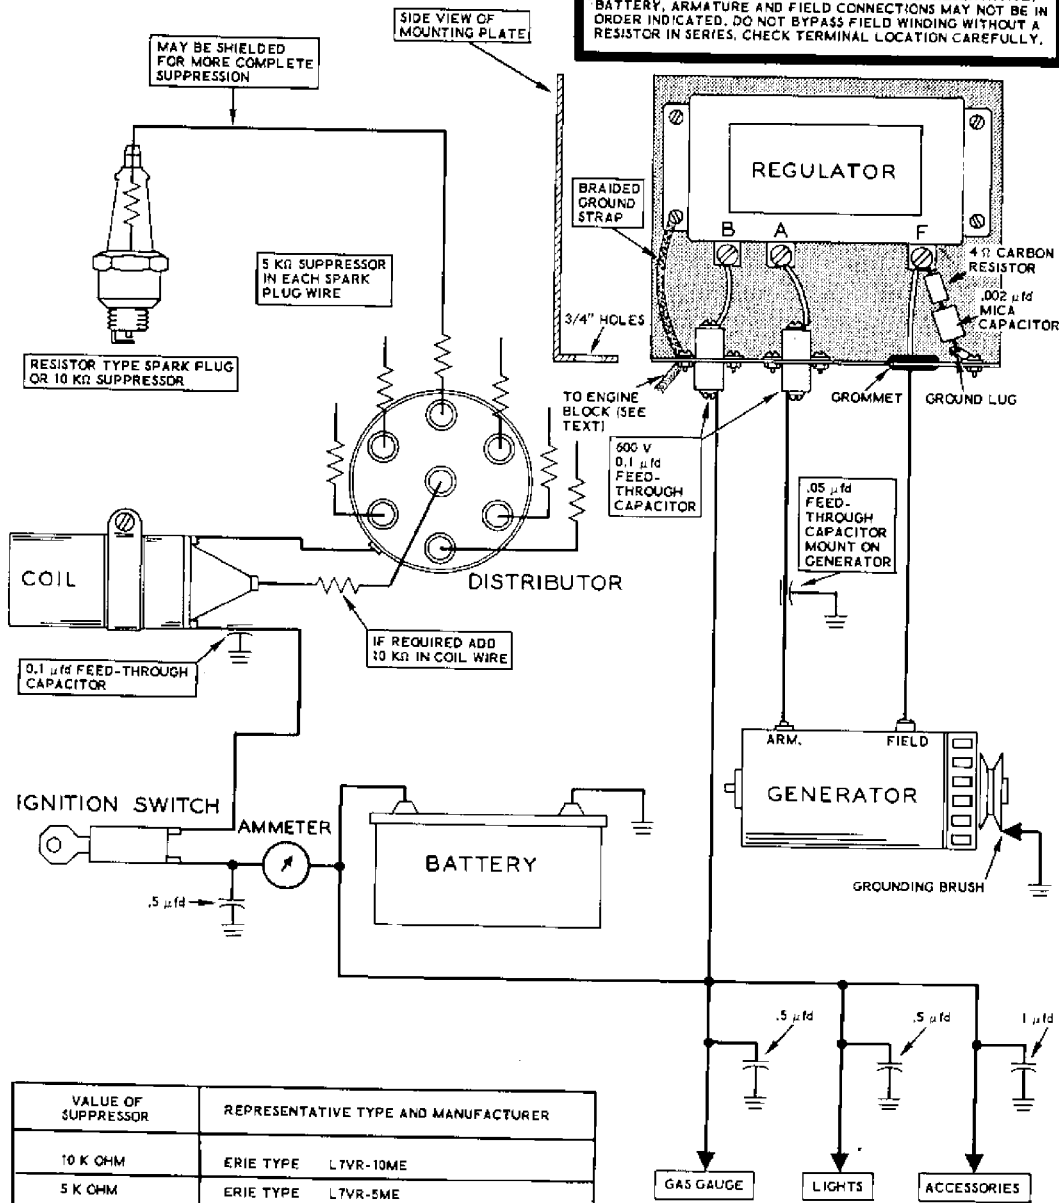 BATTERY, ARMATURE AND FIELD CONNECTIONS MAY NOT BE IN
ORDER INDICATED. DO NOT BYPASS FIELD WINDING WITHOUT A
RESISTOR IN SERIES. CHECK TERMINAL LOCATION CAREFULLY.
SIDE VIEW OF
MOUNTING PLATE
MAY BE SHIELDED
FOR MORE COMPLETE
SUPPRESSION
REGULATOR
BRAIDED
GROUND
STRAP
B A F
4 Ω CARBON
RESISTOR
.002 µfd
MICA
CAPACITOR
5 KΩ SUPPRESSOR
IN EACH SPARK
PLUG WIRE
3/4" HOLES
RESISTOR TYPE SPARK PLUG
OR 10 KΩ SUPPRESSOR
TO ENGINE
BLOCK (SEE
TEXT)
GROMMET
GROUND LUG
600 V
0.1 µfd
FEED-
THROUGH
CAPACITOR
.05 µfd
FEED-
THROUGH
CAPACITOR
MOUNT ON
GENERATOR
COIL
DISTRIBUTOR
IF REQUIRED ADD
10 KΩ IN COIL WIRE
0.1 µfd FEED-THROUGH
CAPACITOR
ARM. FIELD
GENERATOR
IGNITION SWITCH
AMMETER
BATTERY
GROUNDING BRUSH
.5 µfd
.5 µfd
.5 µfd
1 µfd
VALUE OF
SUPPRESSOR
REPRESENTATIVE TYPE AND MANUFACTURER
10 K OHM ERIE TYPE L7VR-10ME
5 K OHM ERIE TYPE L7VR-5ME
GAS GAUGE
LIGHTS
ACCESSORIES